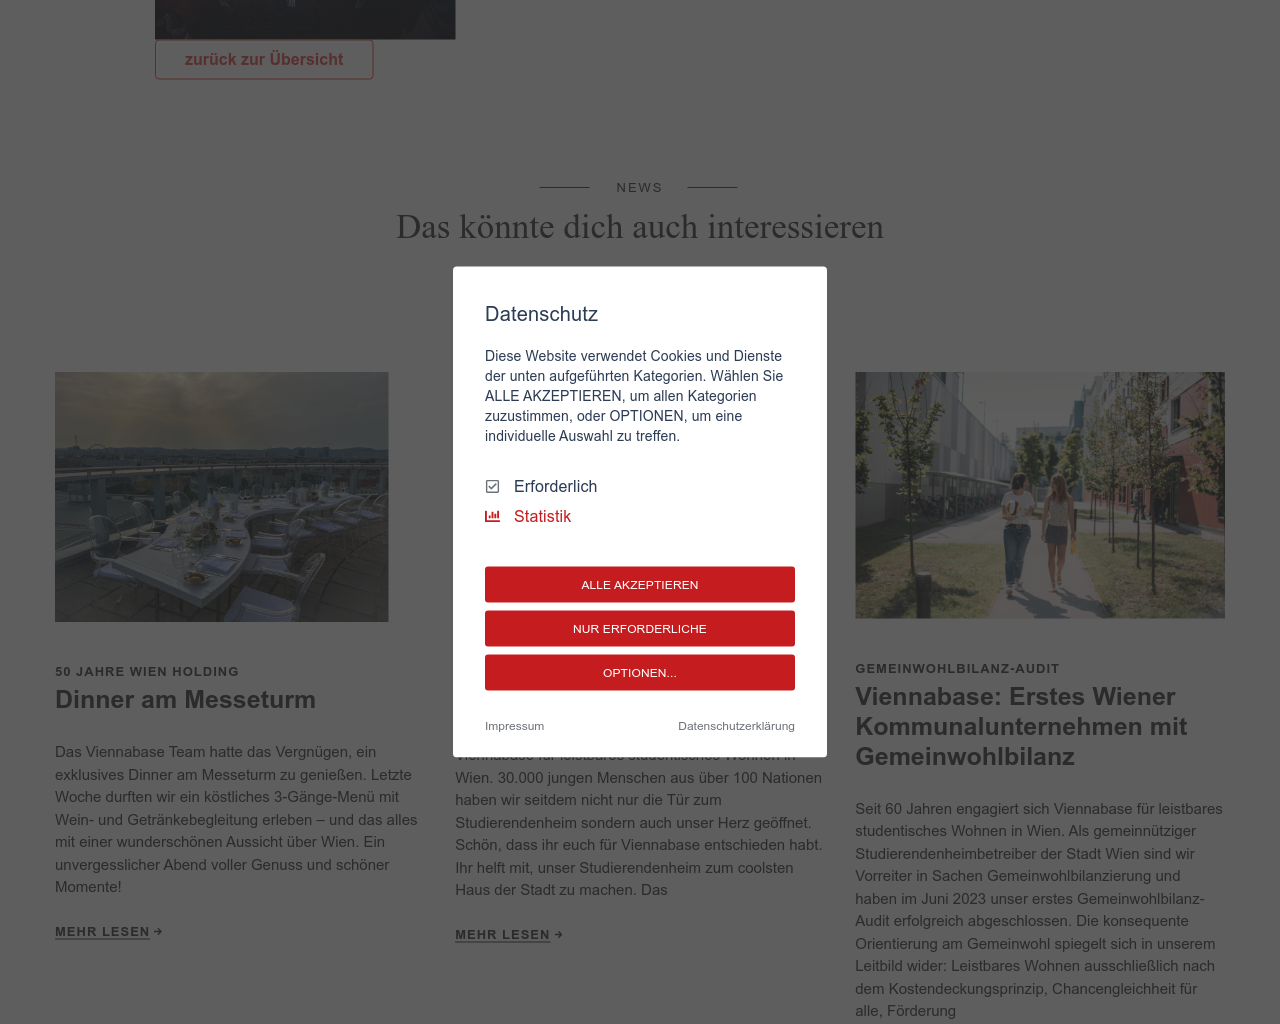 zurück zur Übersicht
NEWS
Das könnte dich auch interessieren
Datenschutz
Diese Website verwendet Cookies und Dienste
der unten aufgeführten Kategorien. Wählen Sie
ALLE AKZEPTIEREN, um allen Kategorien
zuzustimmen, oder OPTIONEN, um eine
individuelle Auswahl zu treffen.
Erforderlich
Statistik
ALLE AKZEPTIEREN
NUR ERFORDERLICHE
OPTIONEN...
Impressum
Datenschutzerklärung
50 JAHRE WIEN HOLDING
Dinner am Messeturm
Das Viennabase Team hatte das Vergnügen, ein
exklusives Dinner am Messeturm zu genießen. Letzte
Woche durften wir ein köstliches 3-Gänge-Menü mit
Wein- und Getränkebegleitung erleben – und das alles
mit einer wunderschönen Aussicht über Wien. Ein
unvergesslicher Abend voller Genuss und schöner
Momente!
MEHR LESEN
Viennabase für leistbares studentisches Wohnen in
Wien. 30.000 jungen Menschen aus über 100 Nationen
haben wir seitdem nicht nur die Tür zum
Studierendenheim sondern auch unser Herz geöffnet.
Schön, dass ihr euch für Viennabase entschieden habt.
Ihr helft mit, unser Studierendenheim zum coolsten
Haus der Stadt zu machen. Das
MEHR LESEN
GEMEINWOHLBILANZ-AUDIT
Viennabase: Erstes Wiener
Kommunalunternehmen mit
Gemeinwohlbilanz
Seit 60 Jahren engagiert sich Viennabase für leistbares
studentisches Wohnen in Wien. Als gemeinnütziger
Studierendenheimbetreiber der Stadt Wien sind wir
Vorreiter in Sachen Gemeinwohlbilanzierung und
haben im Juni 2023 unser erstes Gemeinwohlbilanz-
Audit erfolgreich abgeschlossen. Die konsequente
Orientierung am Gemeinwohl spiegelt sich in unserem
Leitbild wider: Leistbares Wohnen ausschließlich nach
dem Kostendeckungsprinzip, Chancengleichheit für
alle, Förderung